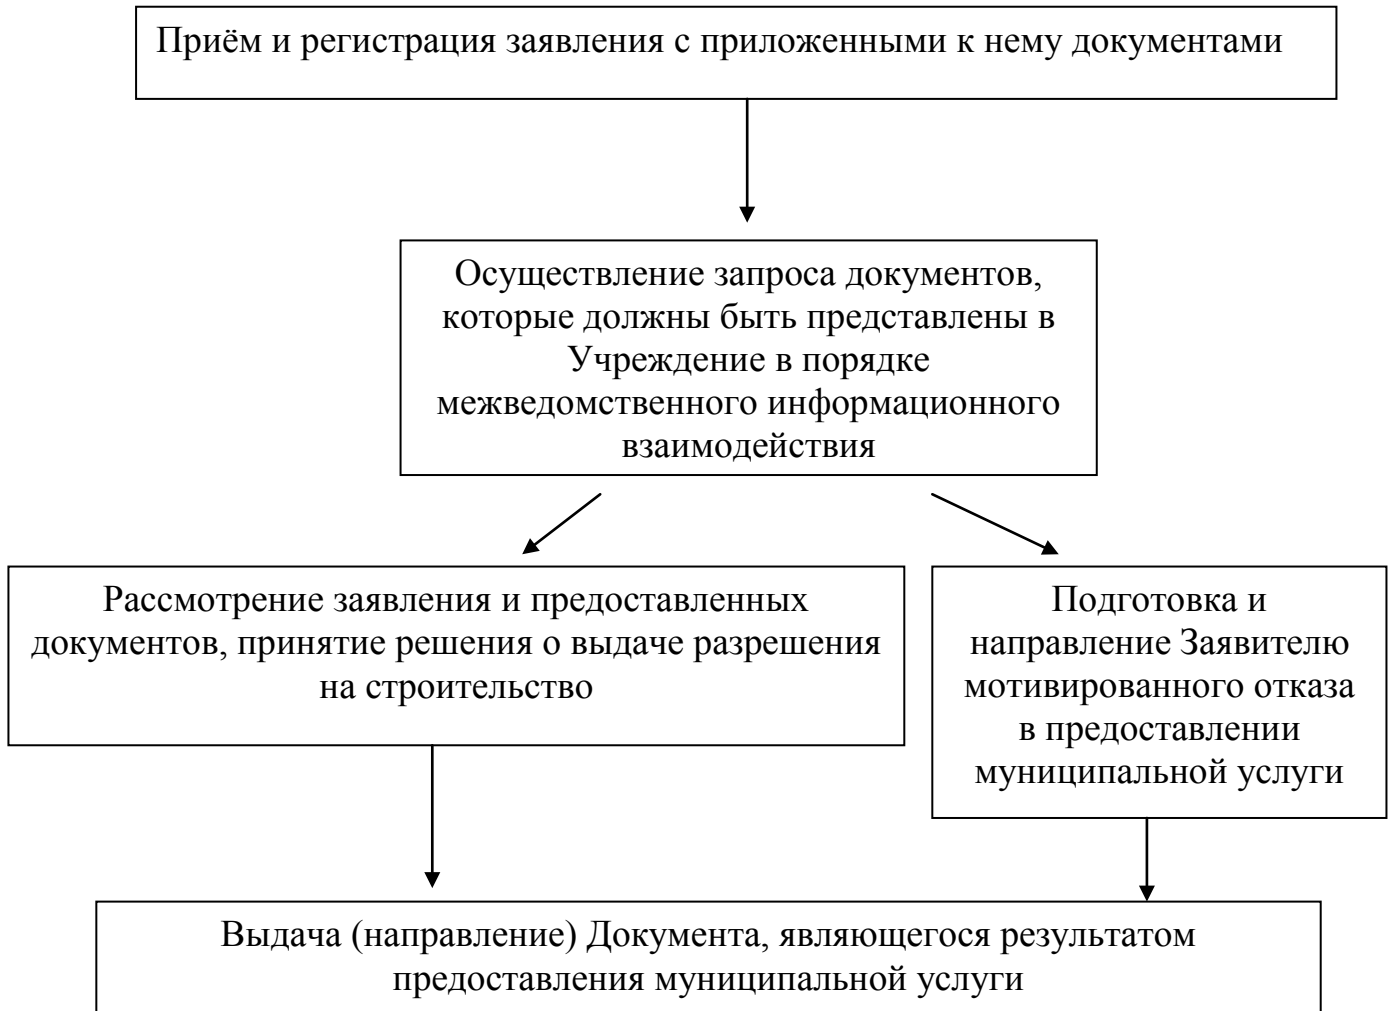 Приём и регистрация заявления с приложенными к нему документами
Осуществление запроса документов,
которые должны быть представлены в
Учреждение в порядке
межведомственного информационного
взаимодействия
Рассмотрение заявления и предоставленных
документов, принятие решения о выдаче разрешения
на строительство
Подготовка и
направление Заявителю
мотивированного отказа
в предоставлении
муниципальной услуги
Выдача (направление) Документа, являющегося результатом
предоставления муниципальной услуги